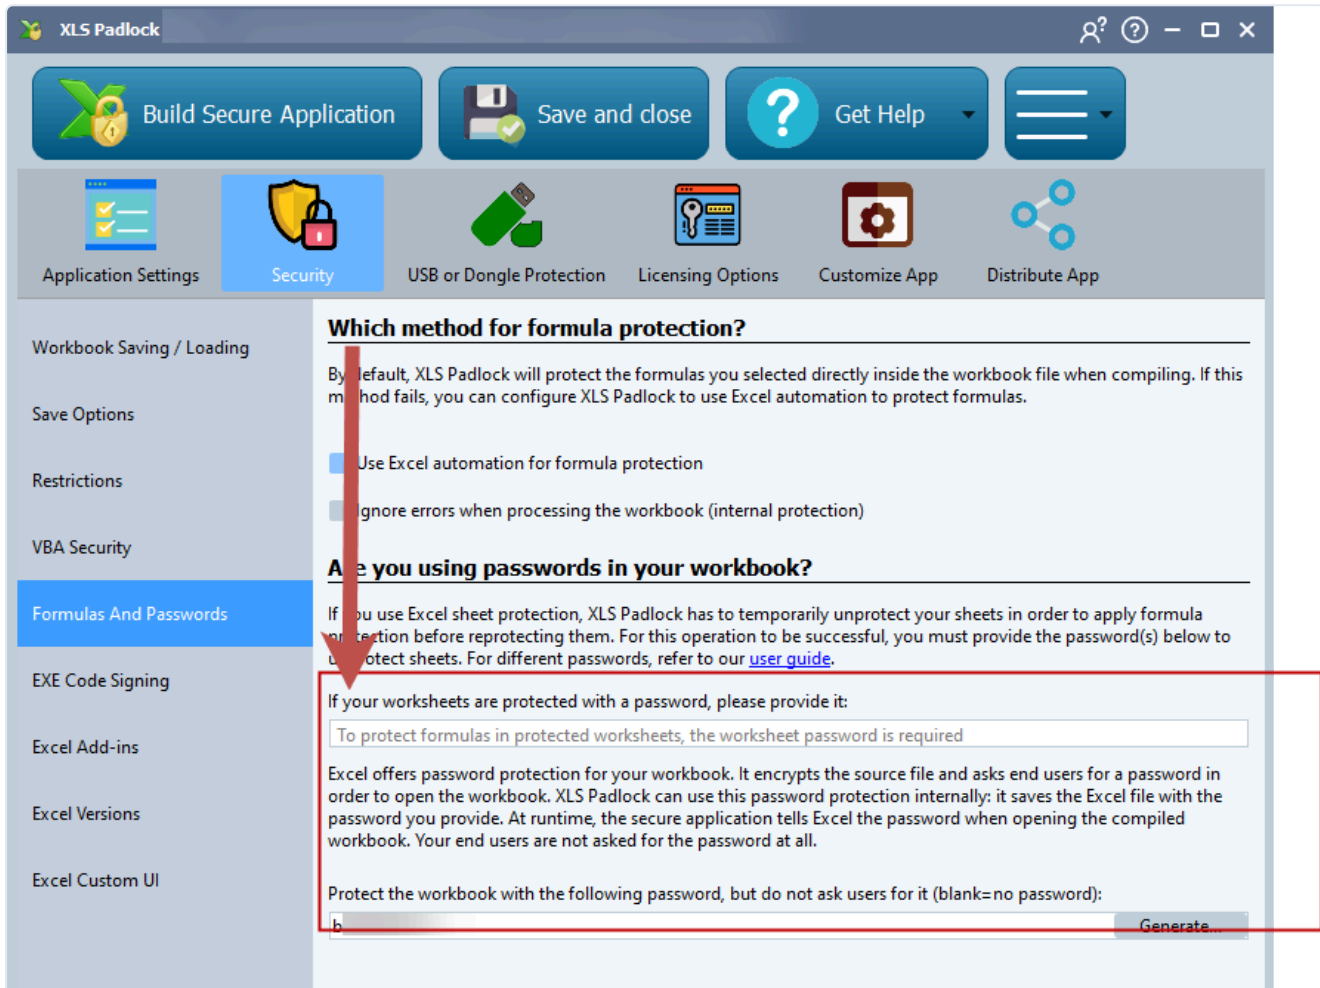 XLS Padlock
Build Secure Application
Save and close
Get Help
Application Settings
Security
USB or Dongle Protection
Licensing Options
Customize App
Distribute App
Workbook Saving / Loading
Save Options
Restrictions
VBA Security
Formulas And Passwords
EXE Code Signing
Excel Add-ins
Excel Versions
Excel Custom UI
Which method for formula protection?
By default, XLS Padlock will protect the formulas you selected directly inside the workbook file when compiling. If this
method fails, you can configure XLS Padlock to use Excel automation to protect formulas.
Use Excel automation for formula protection
Ignore errors when processing the workbook (internal protection)
Are you using passwords in your workbook?
If you use Excel sheet protection, XLS Padlock has to temporarily unprotect your sheets in order to apply formula
protection before reprotecting them. For this operation to be successful, you must provide the password(s) below to
unprotect sheets. For different passwords, refer to our user guide.
If your worksheets are protected with a password, please provide it:
To protect formulas in protected worksheets, the worksheet password is required
Excel offers password protection for your workbook. It encrypts the source file and asks end users for a password in
order to open the workbook. XLS Padlock can use this password protection internally: it saves the Excel file with the
password you provide. At runtime, the secure application tells Excel the password when opening the compiled
workbook. Your end users are not asked for the password at all.
Protect the workbook with the following password, but do not ask users for it (blank=no password):
Generate...